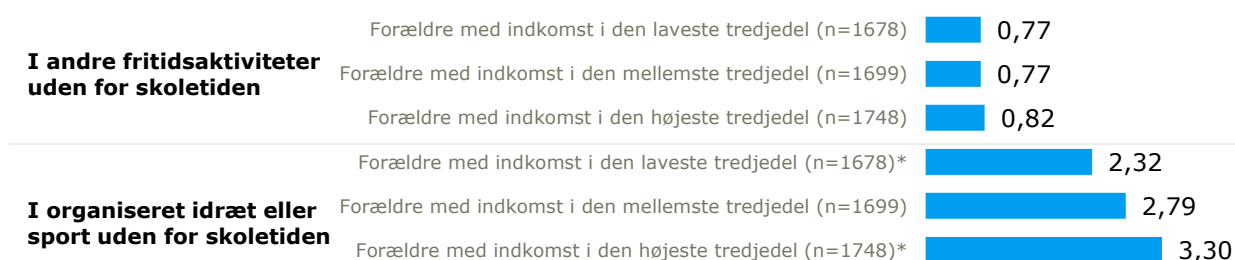 I andre fritidsaktiviteter
uden for skoletiden
Forældre med indkomst i den laveste tredjedel (n=1678) 0,77
Forældre med indkomst i den mellemste tredjedel (n=1699) 0,77
Forældre med indkomst i den højeste tredjedel (n=1748) 0,82
I organiseret idræt eller
sport uden for skoletiden
Forældre med indkomst i den laveste tredjedel (n=1678)* 2,32
Forældre med indkomst i den mellemste tredjedel (n=1699) 2,79
Forældre med indkomst i den højeste tredjedel (n=1748)* 3,30